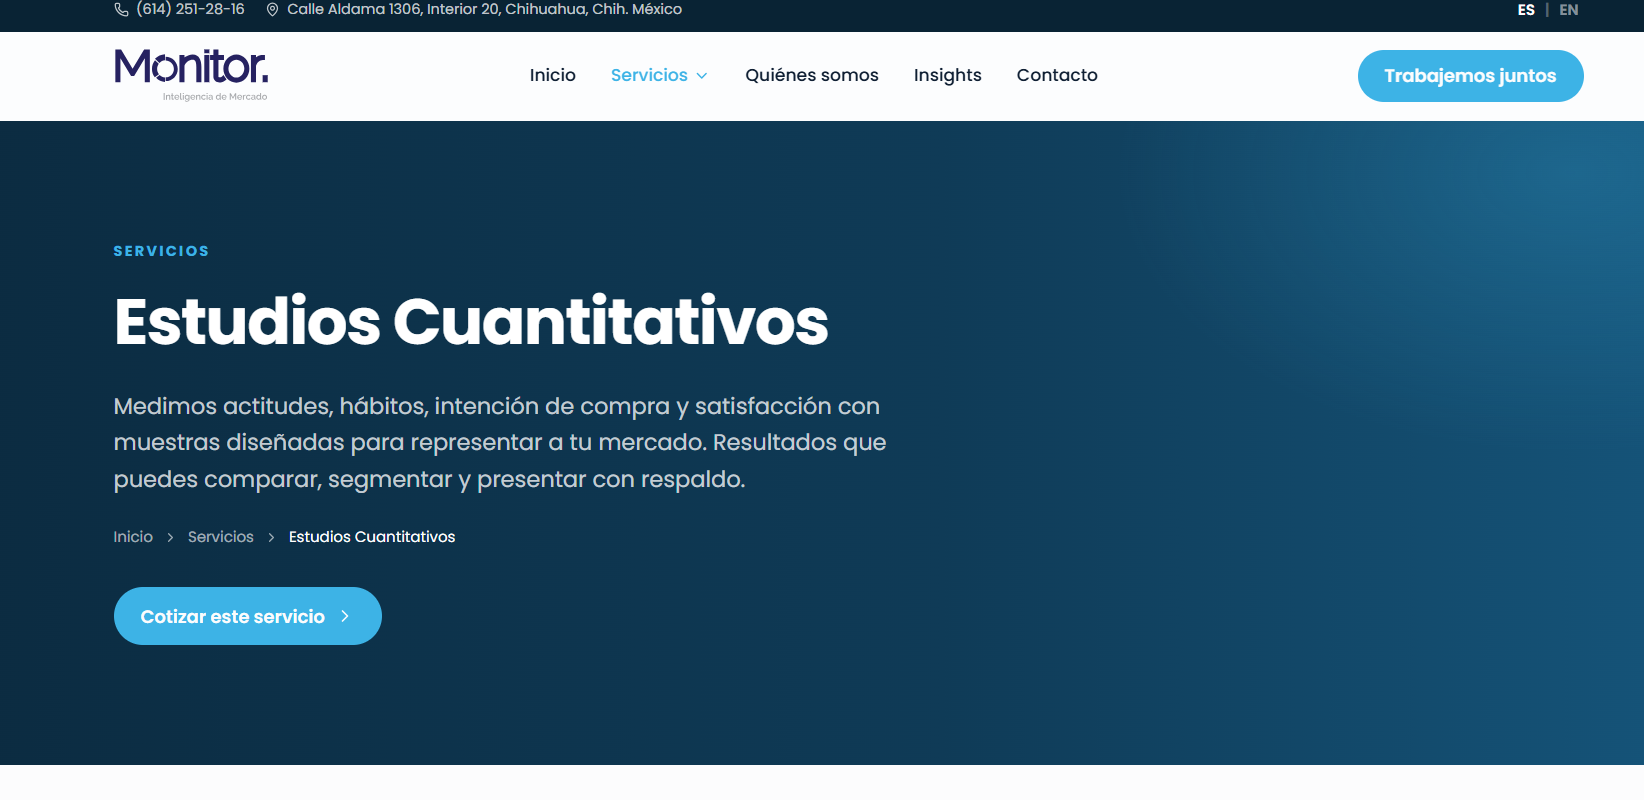 (614) 251-28-16 Calle Aldama 1306, Interior 20, Chihuahua, Chih. México ES | EN
Monitor.
Inteligencia de Mercado
Inicio Servicios Quiénes somos Insights Contacto Trabajemos juntos
SERVICIOS
Estudios Cuantitativos
Medimos actitudes, hábitos, intención de compra y satisfacción con
muestras diseñadas para representar a tu mercado. Resultados que
puedes comparar, segmentar y presentar con respaldo.
Inicio > Servicios > Estudios Cuantitativos
Cotizar este servicio >